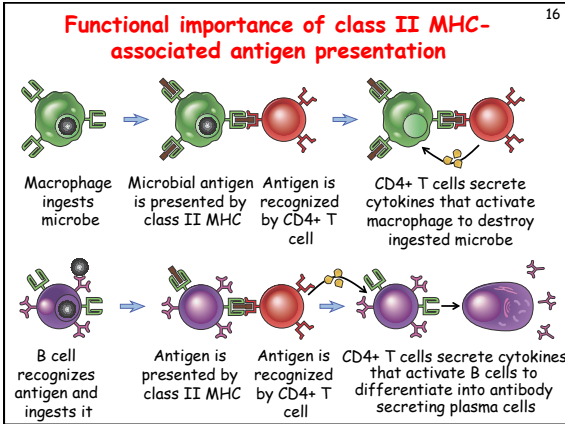 16
Functional importance of class II MHC-
associated antigen presentation
Macrophage
ingests
microbe
Microbial antigen
is presented by
class II MHC
Antigen is
recognized
by CD4+ T
cell
CD4+ T cells secrete
cytokines that activate
macrophage to destroy
ingested microbe
B cell
recognizes
antigen and
ingests it
Antigen is
presented by
class II MHC
Antigen is
recognized
by CD4+ T
cell
CD4+ T cells secrete cytokines
that activate B cells to
differentiate into antibody
secreting plasma cells